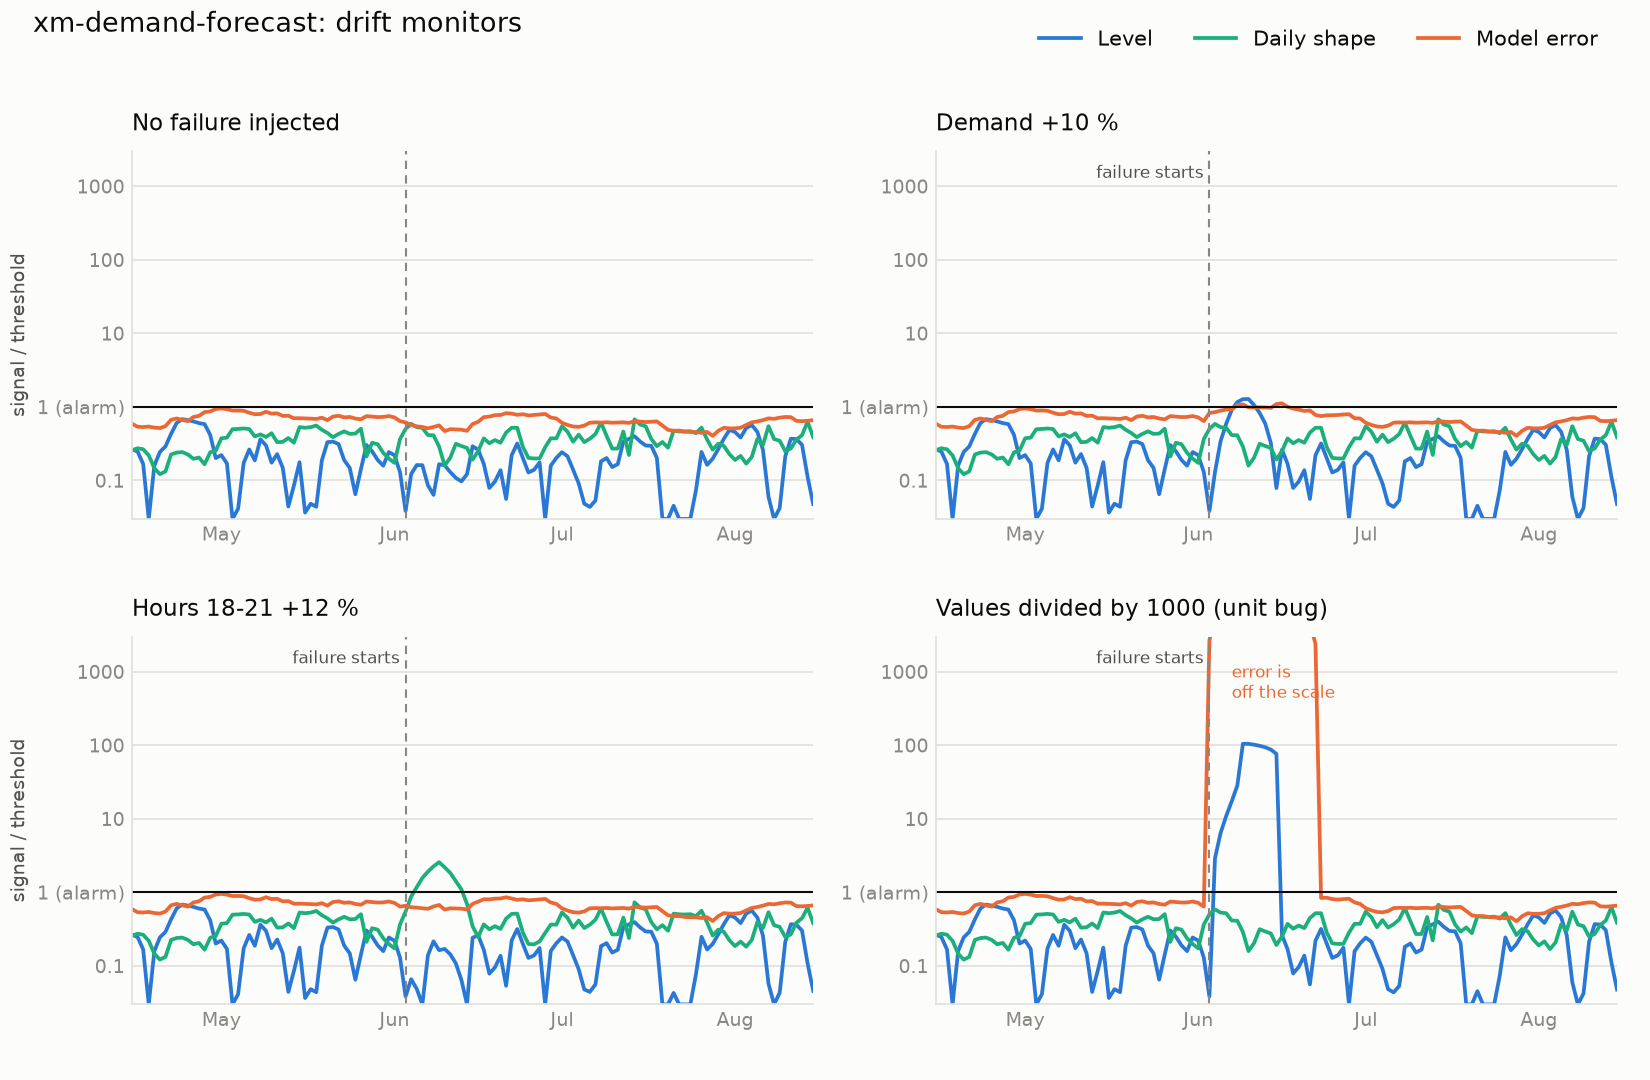 xm-demand-forecast: drift monitors
Level
Daily shape
Model error
No failure injected
signal / threshold
1000
100
10
1 (alarm)
0.1
May
Jun
Jul
Aug
Demand +10 %
failure starts
1000
100
10
1 (alarm)
0.1
May
Jun
Jul
Aug
Hours 18-21 +12 %
failure starts
signal / threshold
1000
100
10
1 (alarm)
0.1
May
Jun
Jul
Aug
Values divided by 1000 (unit bug)
failure starts
error is
off the scale
1000
100
10
1 (alarm)
0.1
May
Jun
Jul
Aug